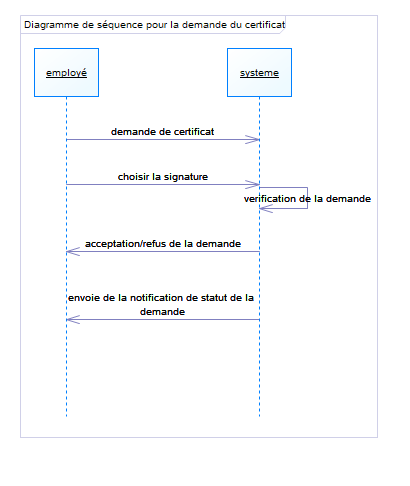 Diagramme de séquence pour la demande du certificat
employé
systeme
demande de certificat
choisir la signature
verification de la demande
acceptation/refus de la demande
envoie de la notification de statut de la
demande